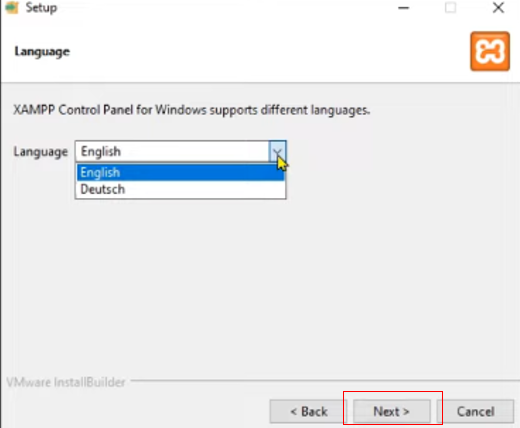 Setup
Language
XAMPP Control Panel for Windows supports different languages.
Language English
English
Deutsch
VMware InstallBuilder
< Back Next > Cancel